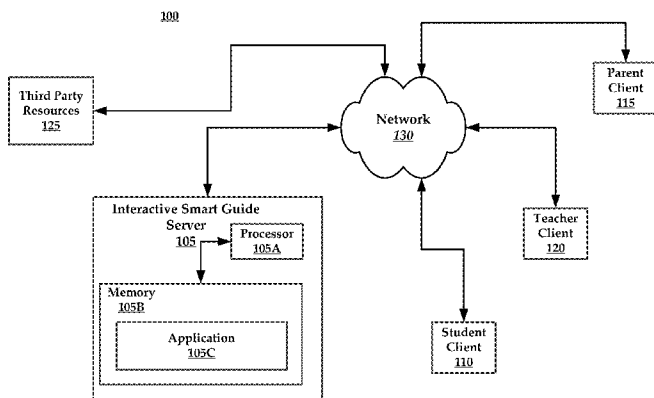 100
Third Party
Resources
125
Network
130
Parent
Client
115
Interactive Smart Guide
Server
105
Processor
105A
Memory
105B
Application
105C
Teacher
Client
120
Student
Client
110